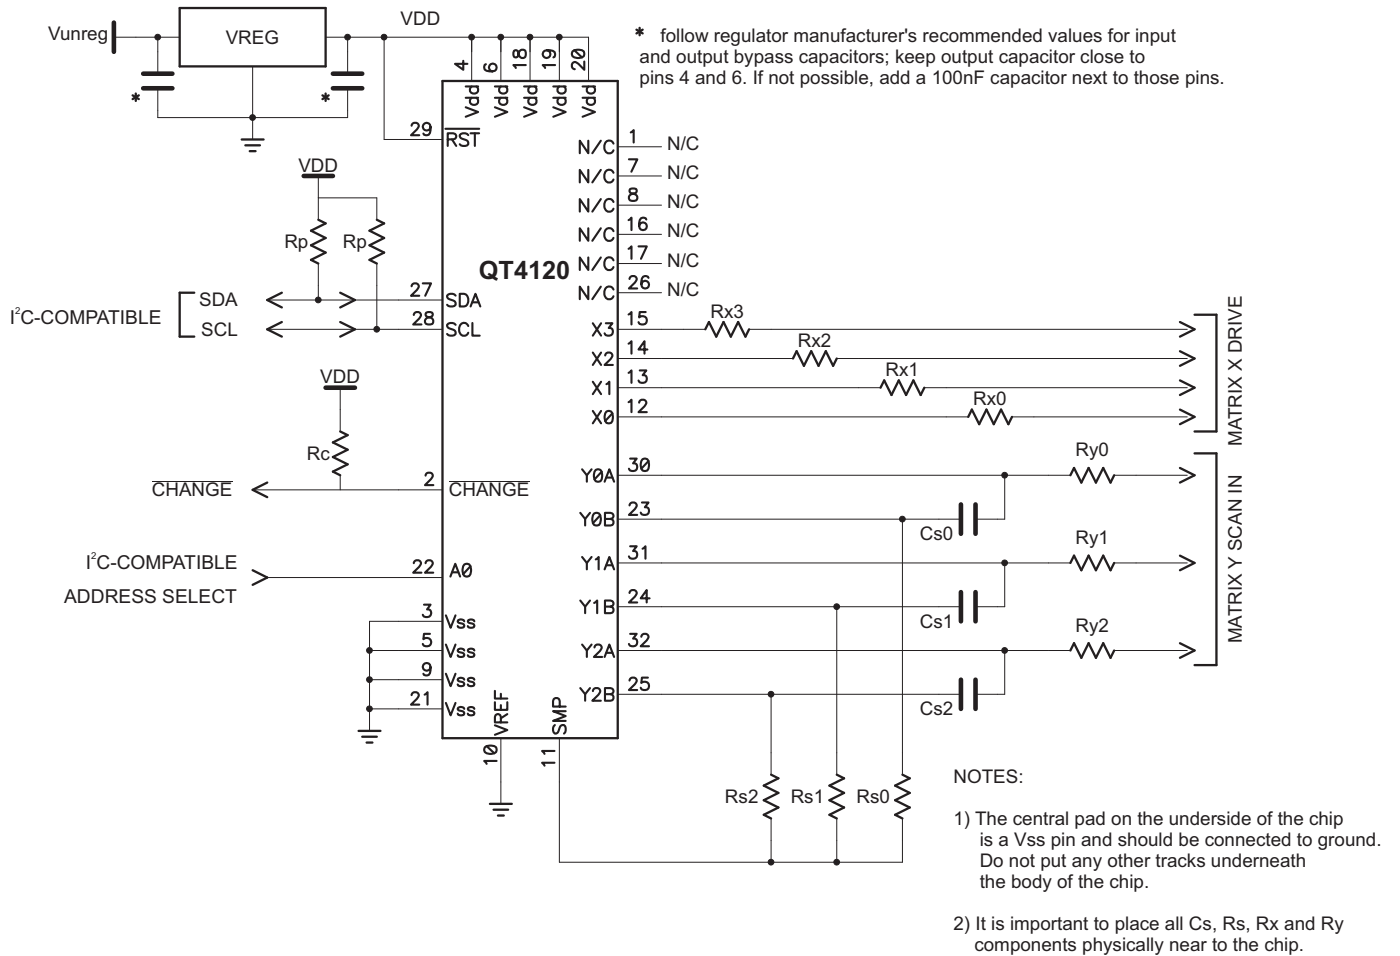 Vunreg
VREG
VDD
*
*
* follow regulator manufacturer's recommended values for input
and output bypass capacitors; keep output capacitor close to
pins 4 and 6. If not possible, add a 100nF capacitor next to those pins.
4 6 18 19 20
Vdd Vdd Vdd Vdd Vdd
29 RST
N/C 1 N/C
N/C 7 N/C
N/C 8 N/C
N/C 16 N/C
N/C 17 N/C
N/C 26 N/C
VDD
Rp Rp
QT4120
I²C-COMPATIBLE
SDA 27 SDA
SCL 28 SCL
X3 15 Rx3
X2 14 Rx2
X1 13 Rx1
X0 12 Rx0
MATRIX X DRIVE
VDD
Rc
CHANGE 2 CHANGE
Y0A 30 Ry0
Y0B 23 Cs0
Y1A 31 Ry1
Y1B 24 Cs1
Y2A 32 Ry2
Y2B 25 Cs2
MATRIX Y SCAN IN
I²C-COMPATIBLE
ADDRESS SELECT
22 A0
3 Vss
5 Vss
9 Vss
21 Vss
VREF
10
SMP
11
Rs2 Rs1 Rs0
NOTES:
1) The central pad on the underside of the chip
is a Vss pin and should be connected to ground.
Do not put any other tracks underneath
the body of the chip.
2) It is important to place all Cs, Rs, Rx and Ry
components physically near to the chip.